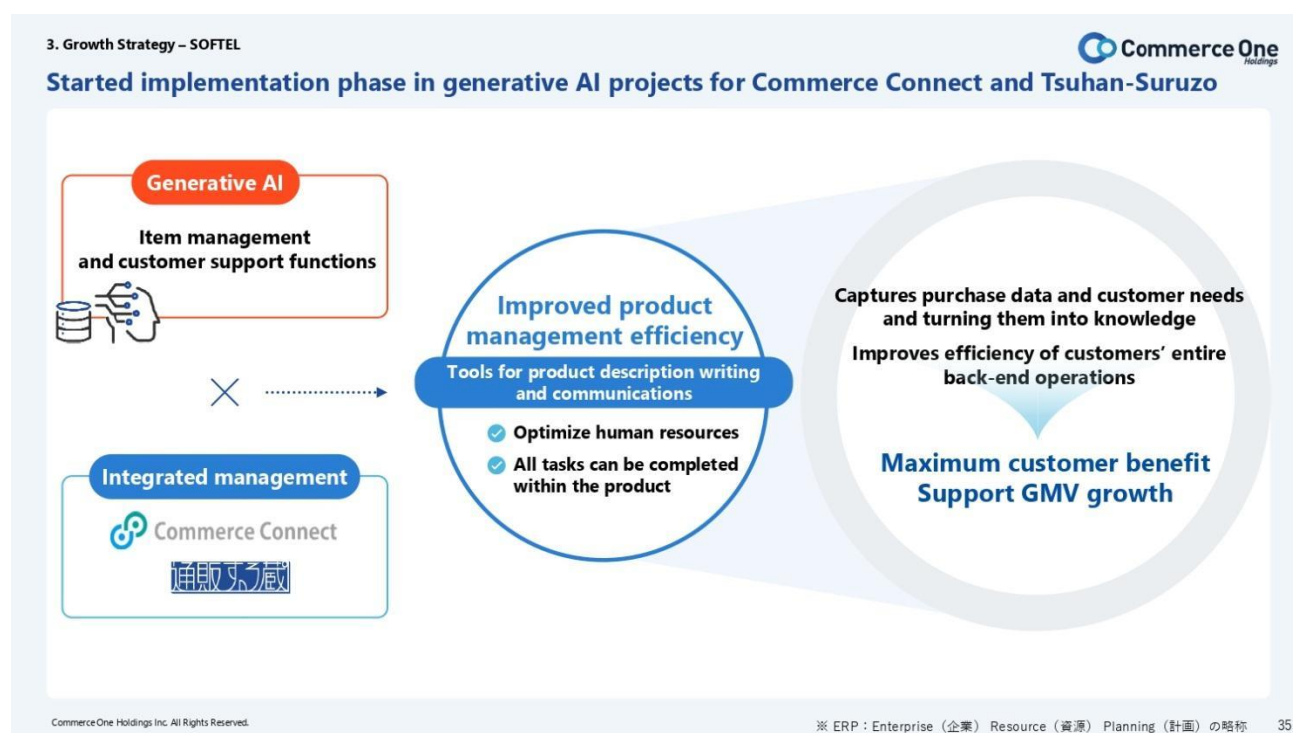 3. Growth Strategy – SOFTEL
Commerce One
Holdings
Started implementation phase in generative AI projects for Commerce Connect and Tsuhan-Suruzo
Generative AI
Item management
and customer support functions
Integrated management
Commerce Connect
通販する蔵
Improved product
management efficiency
Tools for product description writing
and communications
Optimize human resources
All tasks can be completed
within the product
Captures purchase data and customer needs
and turning them into knowledge
Improves efficiency of customers’ entire
back-end operations
Maximum customer benefit
Support GMV growth
Commerce One Holdings Inc. All Rights Reserved.
※ ERP：Enterprise（企業） Resource（資源） Planning（計画）の略称
35